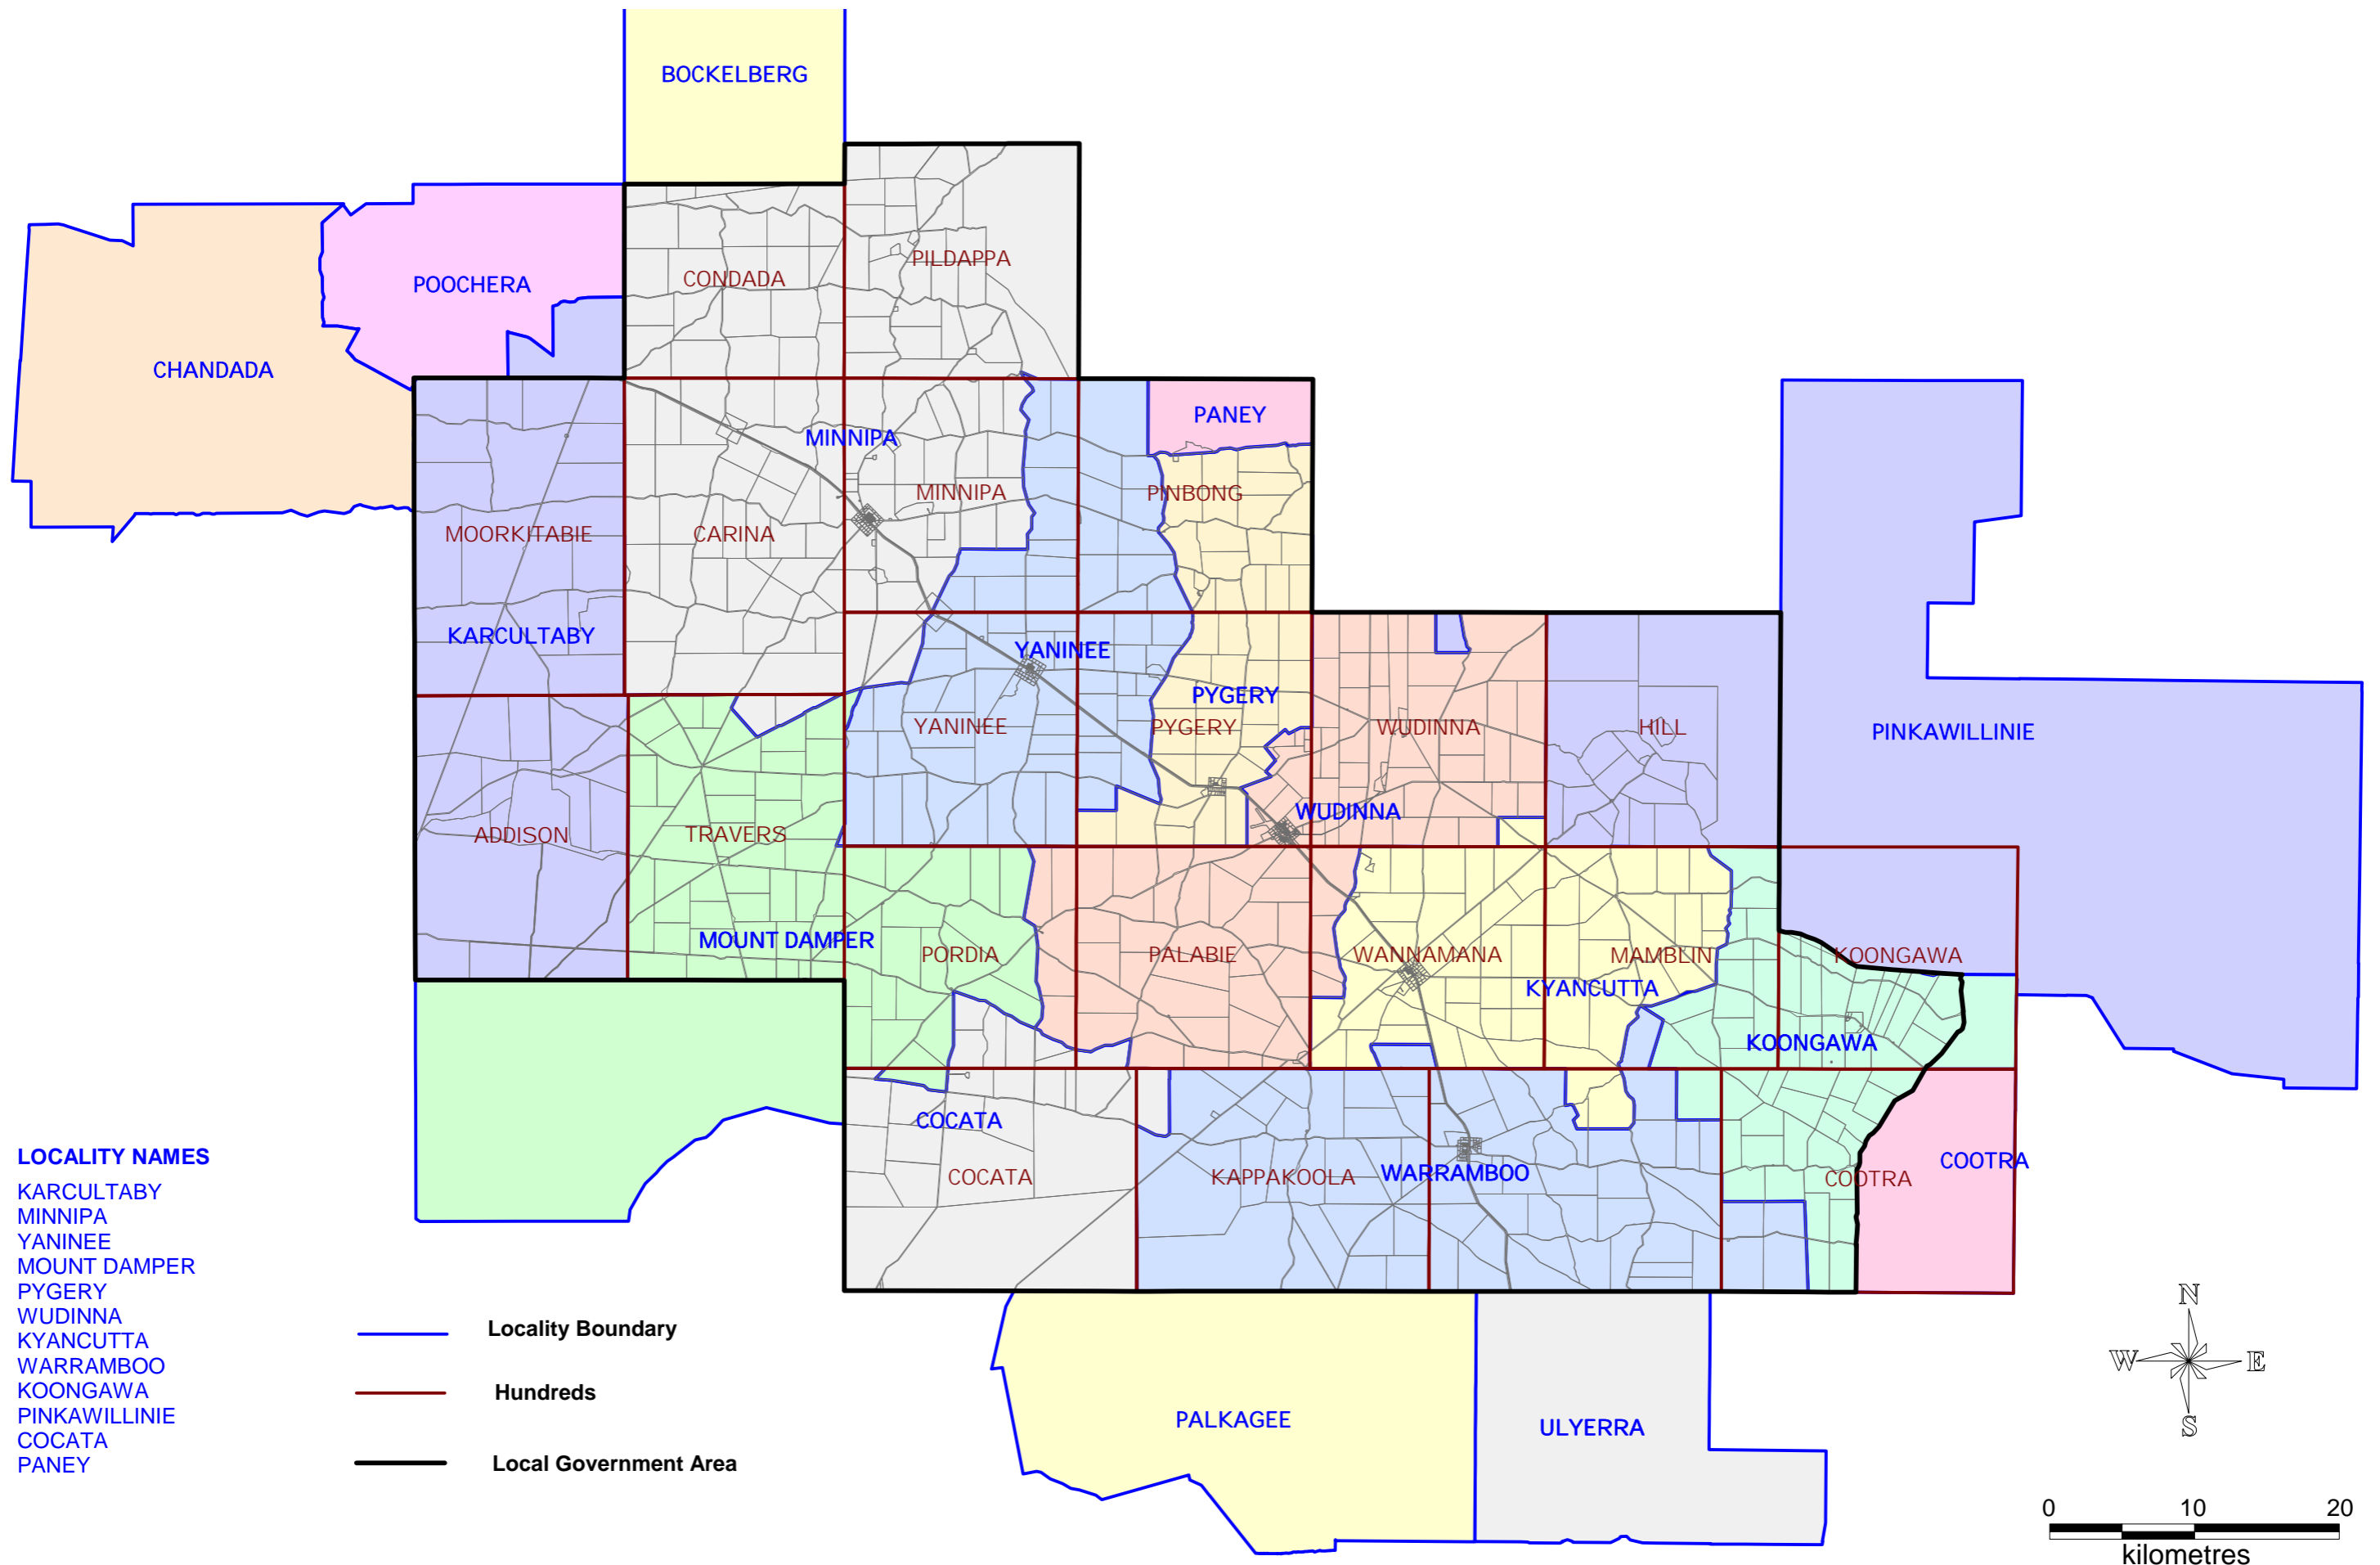 BOCKELBERG
PILDAPPA
CONDADA
POOCHERA
CHANDADA
PANEY
MINNIPA
MINNIPA
PINBONG
MOORKITABIE
CARINA
KARCULTABY
YANINEE
PYGERY
YANINEE
PYGERY
WUDINNA
HILL
PINKAWILLINIE
WUDINNA
ADDISON
TRAVERS
MOUNT DAMPER
PORDIA
PALABIE
WANNAMANA
MAMBLIN
KOONGAWA
KYANCUTTA
KOONGAWA
COCATA
COCATA
KAPPAKOOLA
WARRAMBOO
COOTRA
COOTRA
LOCALITY NAMES
KARCULTABY
MINNIPA
YANINEE
MOUNT DAMPER
PYGERY
WUDINNA
KYANCUTTA
WARRAMBOO
KOONGAWA
PINKAWILLINIE
COCATA
PANEY
Locality Boundary
Hundreds
Local Government Area
PALKAGEE
ULYERRA
N
W E
S
0 10 20
kilometres